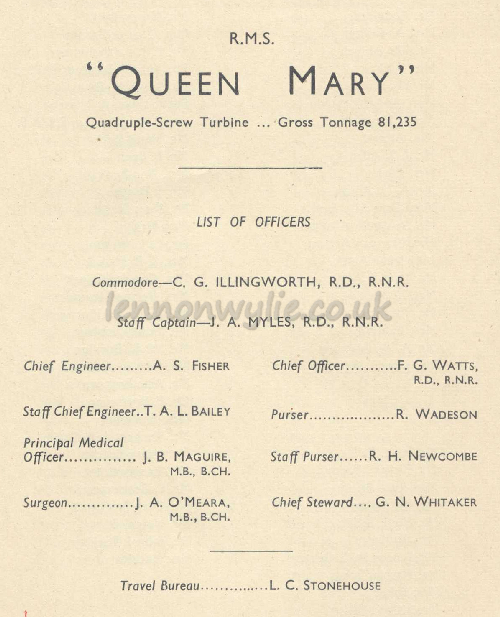 R.M.S.
"QUEEN MARY"
Quadruple-Screw Turbine ... Gross Tonnage 81,235
LIST OF OFFICERS
Commodore—C. G. ILLINGWORTH, R.D., R.N.R.
lennonwylie.co.uk
Staff Captain—J. A. MYLES, R.D., R.N.R.
Chief Engineer.........A. S. FISHER
Chief Officer...........F. G. WATTS,
R.D., R.N.R.
Staff Chief Engineer..T. A. L. BAILEY
Purser...................R. WADESON
Principal Medical
Officer............... J. B. MAGUIRE,
M.B., B.CH.
Staff Purser......R. H. NEWCOMBE
Surgeon..............J. A. O'MEARA,
M.B., B.CH.
Chief Steward.... G. N. WHITAKER
Travel Bureau...............L. C. STONEHOUSE